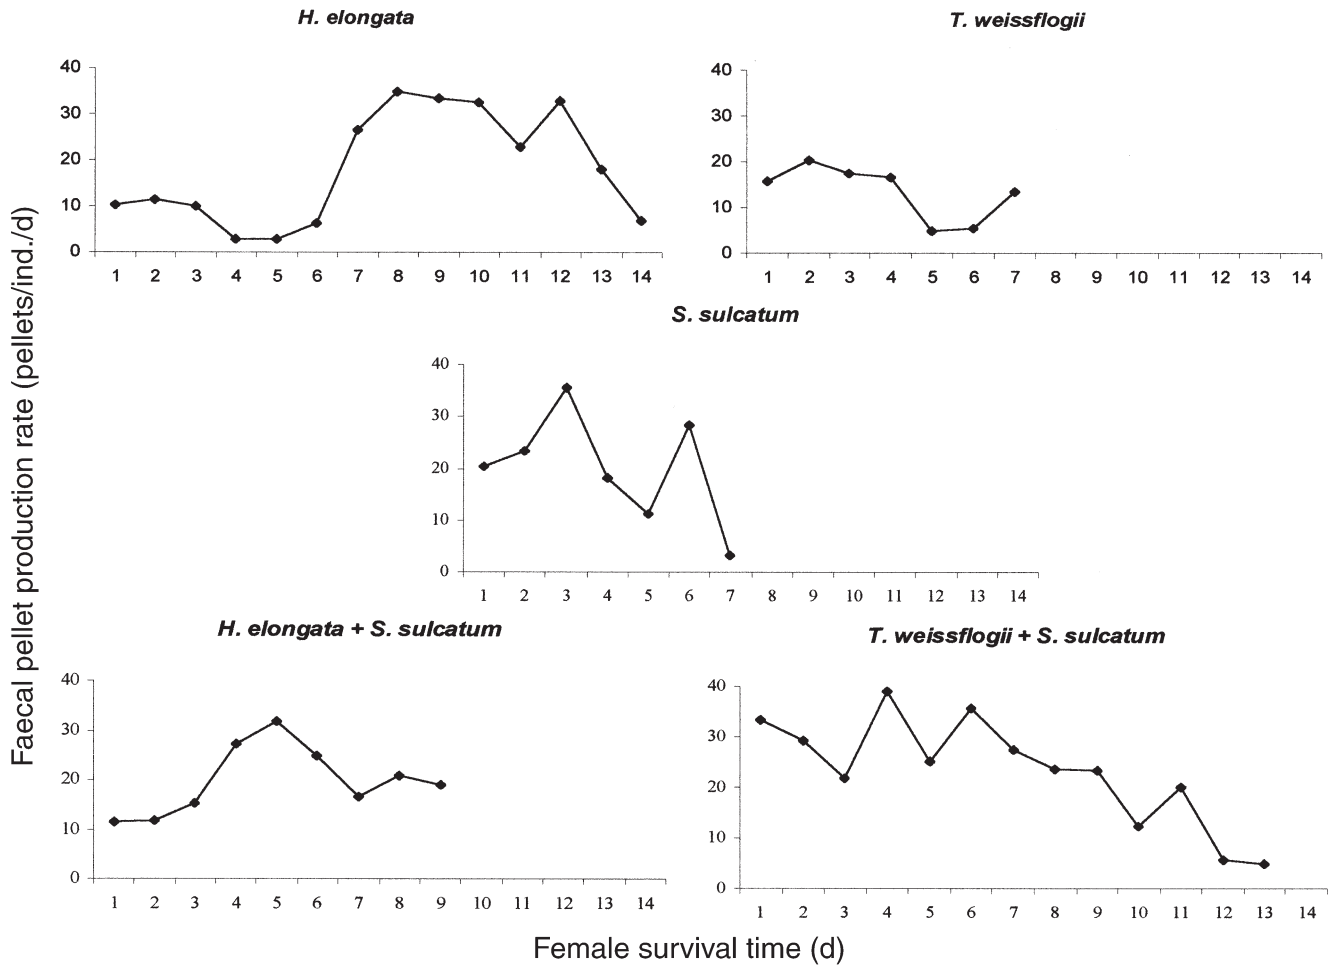 H. elongata
T. weissflogii
40
30
20
10
0
1 2 3 4 5 6 7 8 9 10 11 12 13 14
40
30
20
10
0
1 2 3 4 5 6 7 8 9 10 11 12 13 14
S. sulcatum
40
30
20
10
0
1 2 3 4 5 6 7 8 9 10 11 12 13 14
H. elongata + S. sulcatum
T. weissflogii + S. sulcatum
40
30
20
10
0
1 2 3 4 5 6 7 8 9 10 11 12 13 14
40
30
20
10
0
1 2 3 4 5 6 7 8 9 10 11 12 13 14
Faecal pellet production rate (pellets/ind./d)
Female survival time (d)